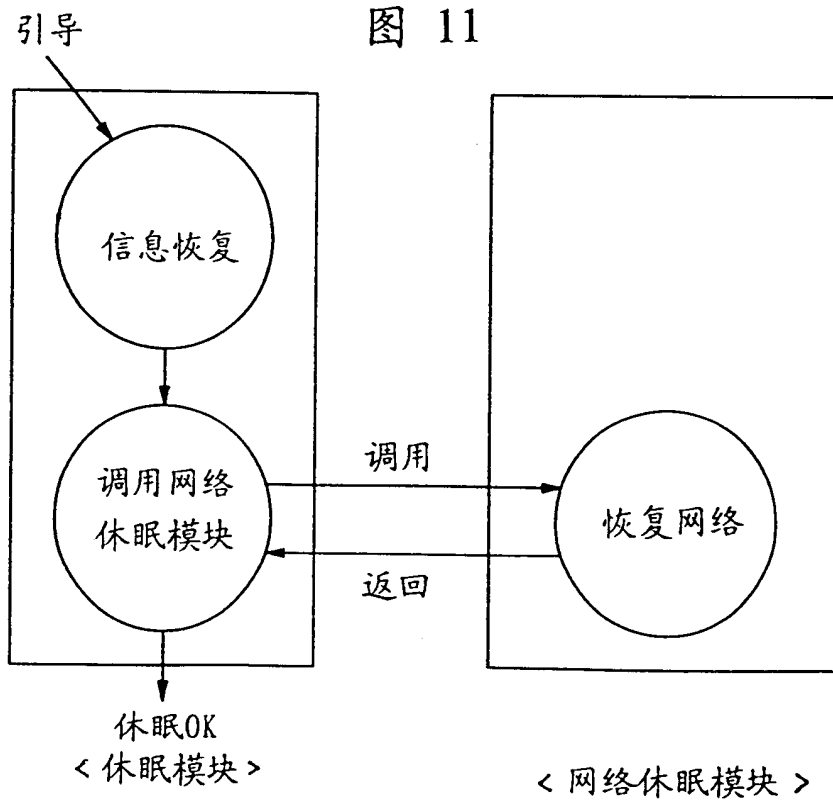 图 11
引导
信息恢复
调用网络
休眠模块
调用
返回
恢复网络
休眠OK
<休眠模块>
<网络休眠模块>